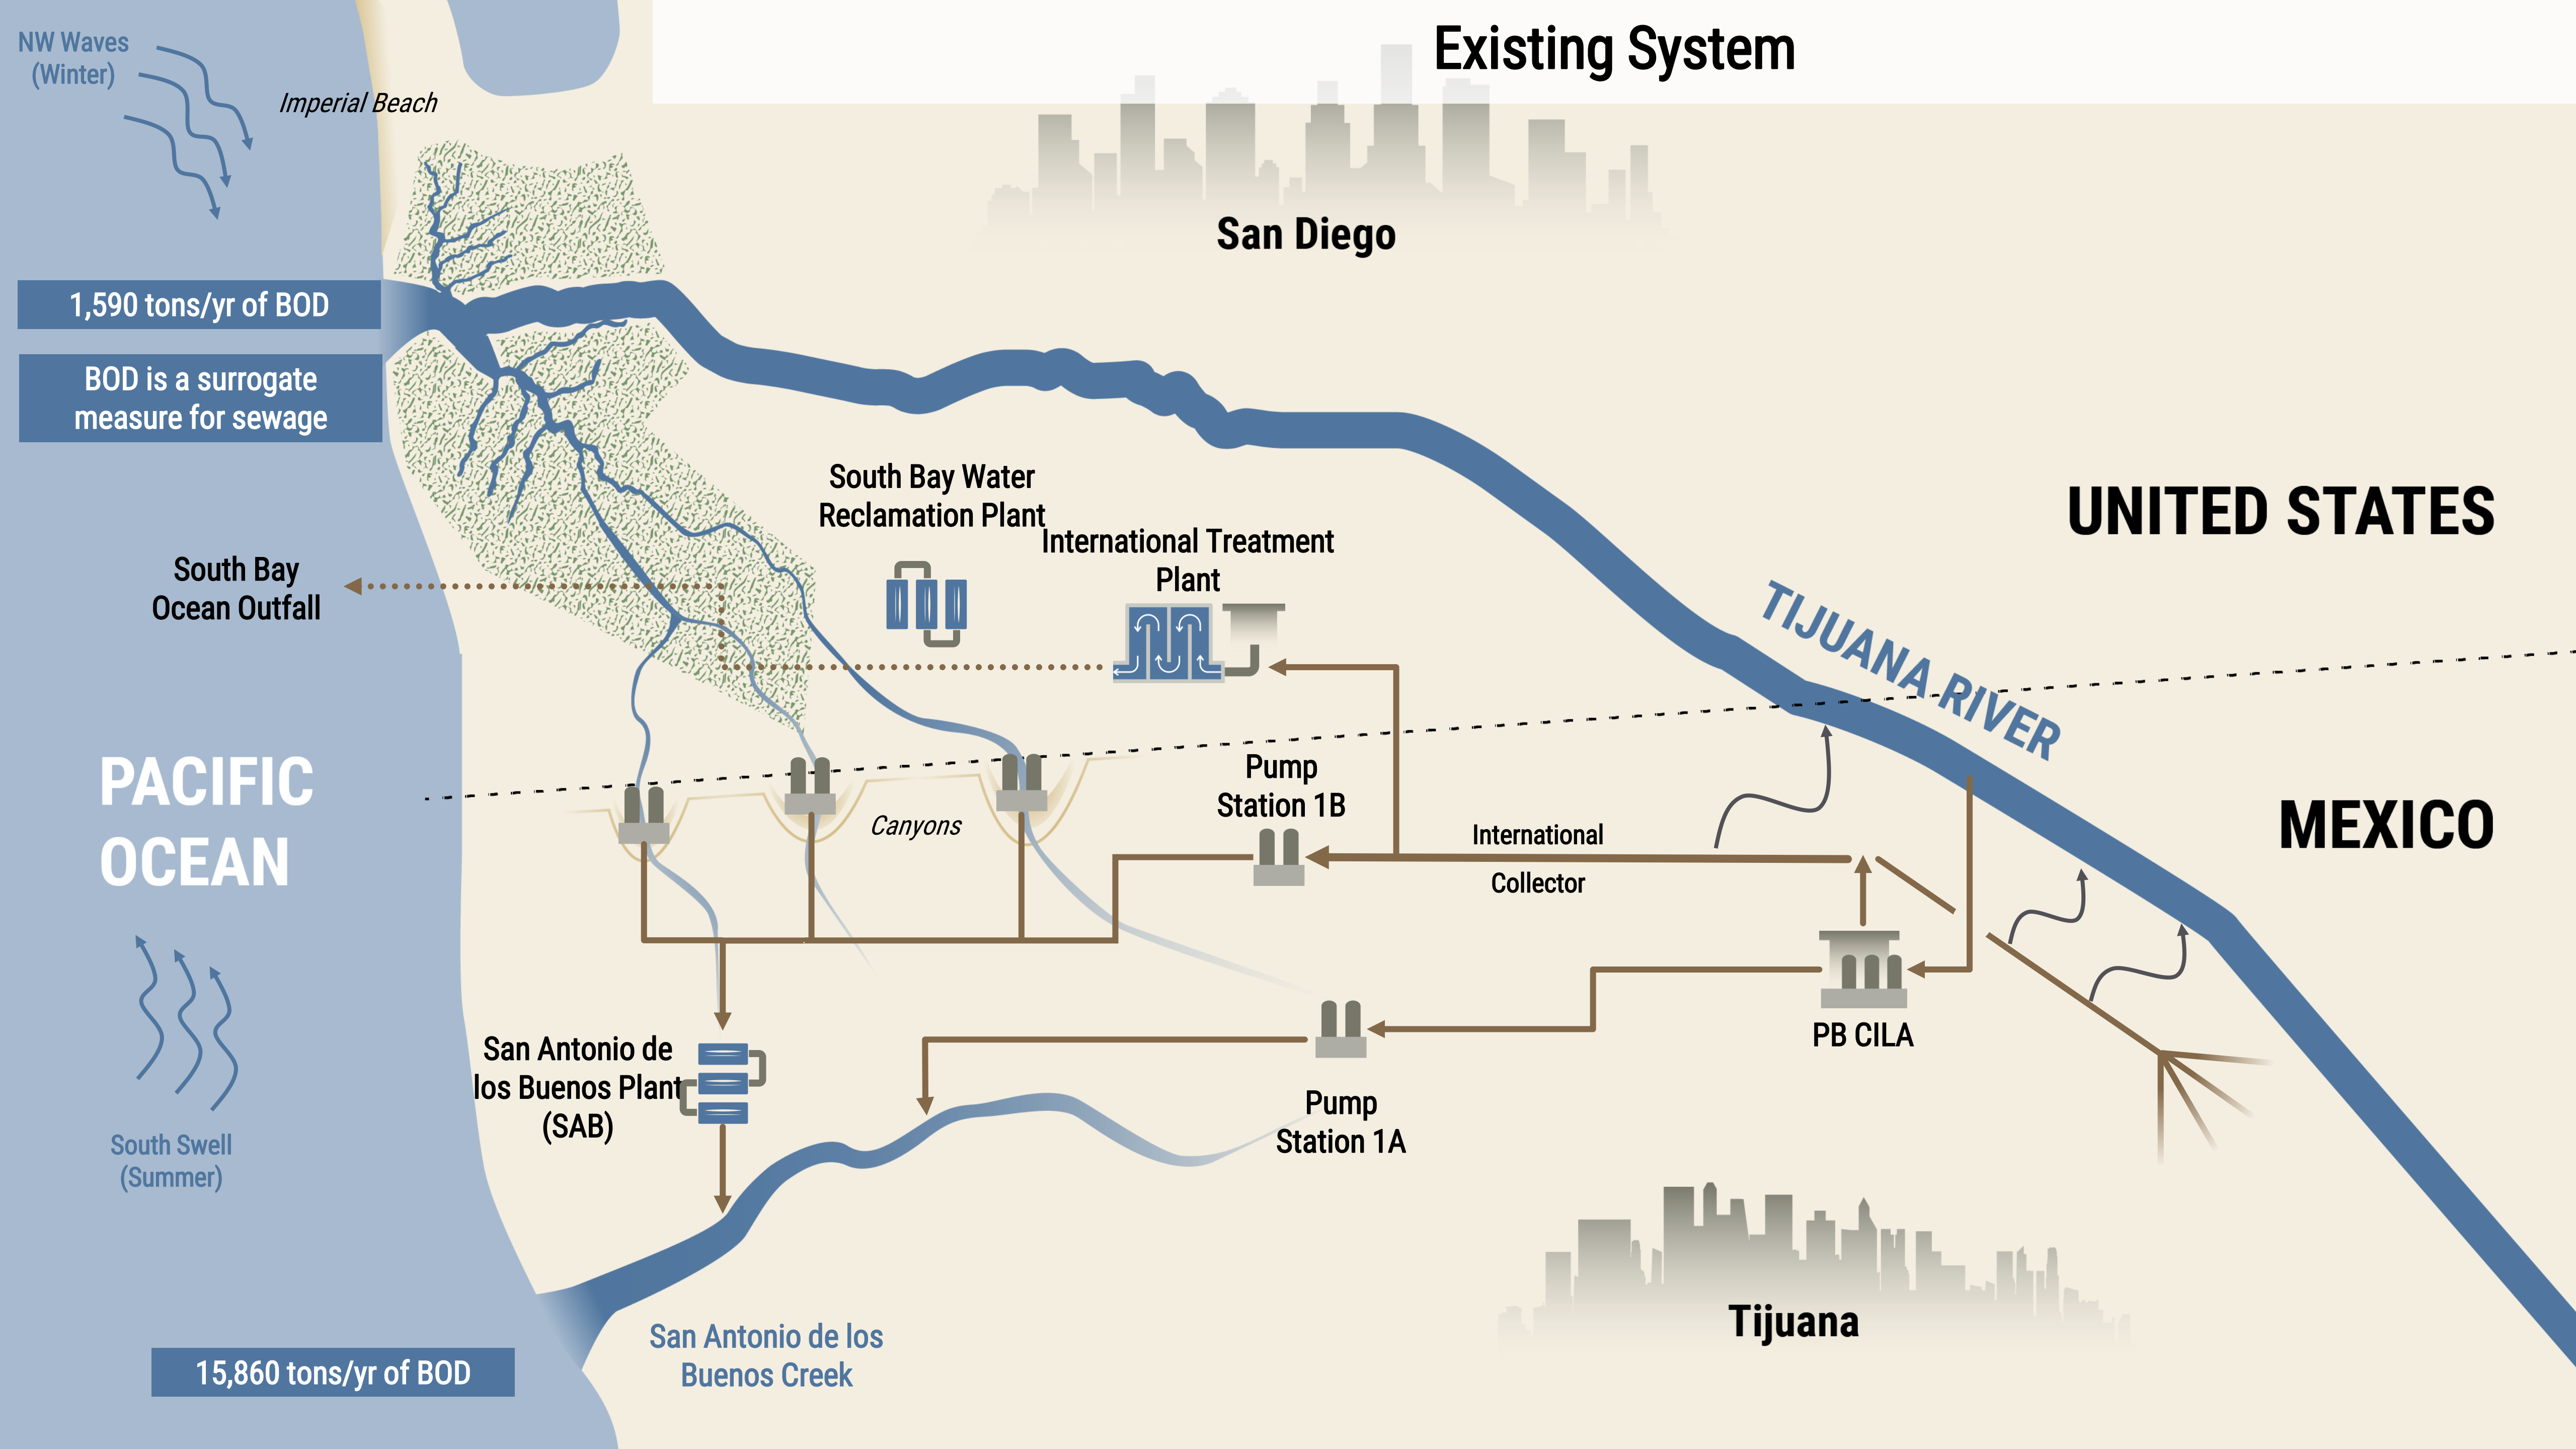 Existing System
NW Waves
(Winter)
Imperial Beach
San Diego
1,590 tons/yr of BOD
BOD is a surrogate
measure for sewage
South Bay Water
Reclamation Plant
International Treatment
Plant
UNITED STATES
South Bay
Ocean Outfall
TIJUANA RIVER
PACIFIC
OCEAN
Pump
Station 1B
Canyons
International
Collector
MEXICO
San Antonio de
los Buenos Plant
(SAB)
PB CILA
Pump
Station 1A
South Swell
(Summer)
Tijuana
San Antonio de los
Buenos Creek
15,860 tons/yr of BOD